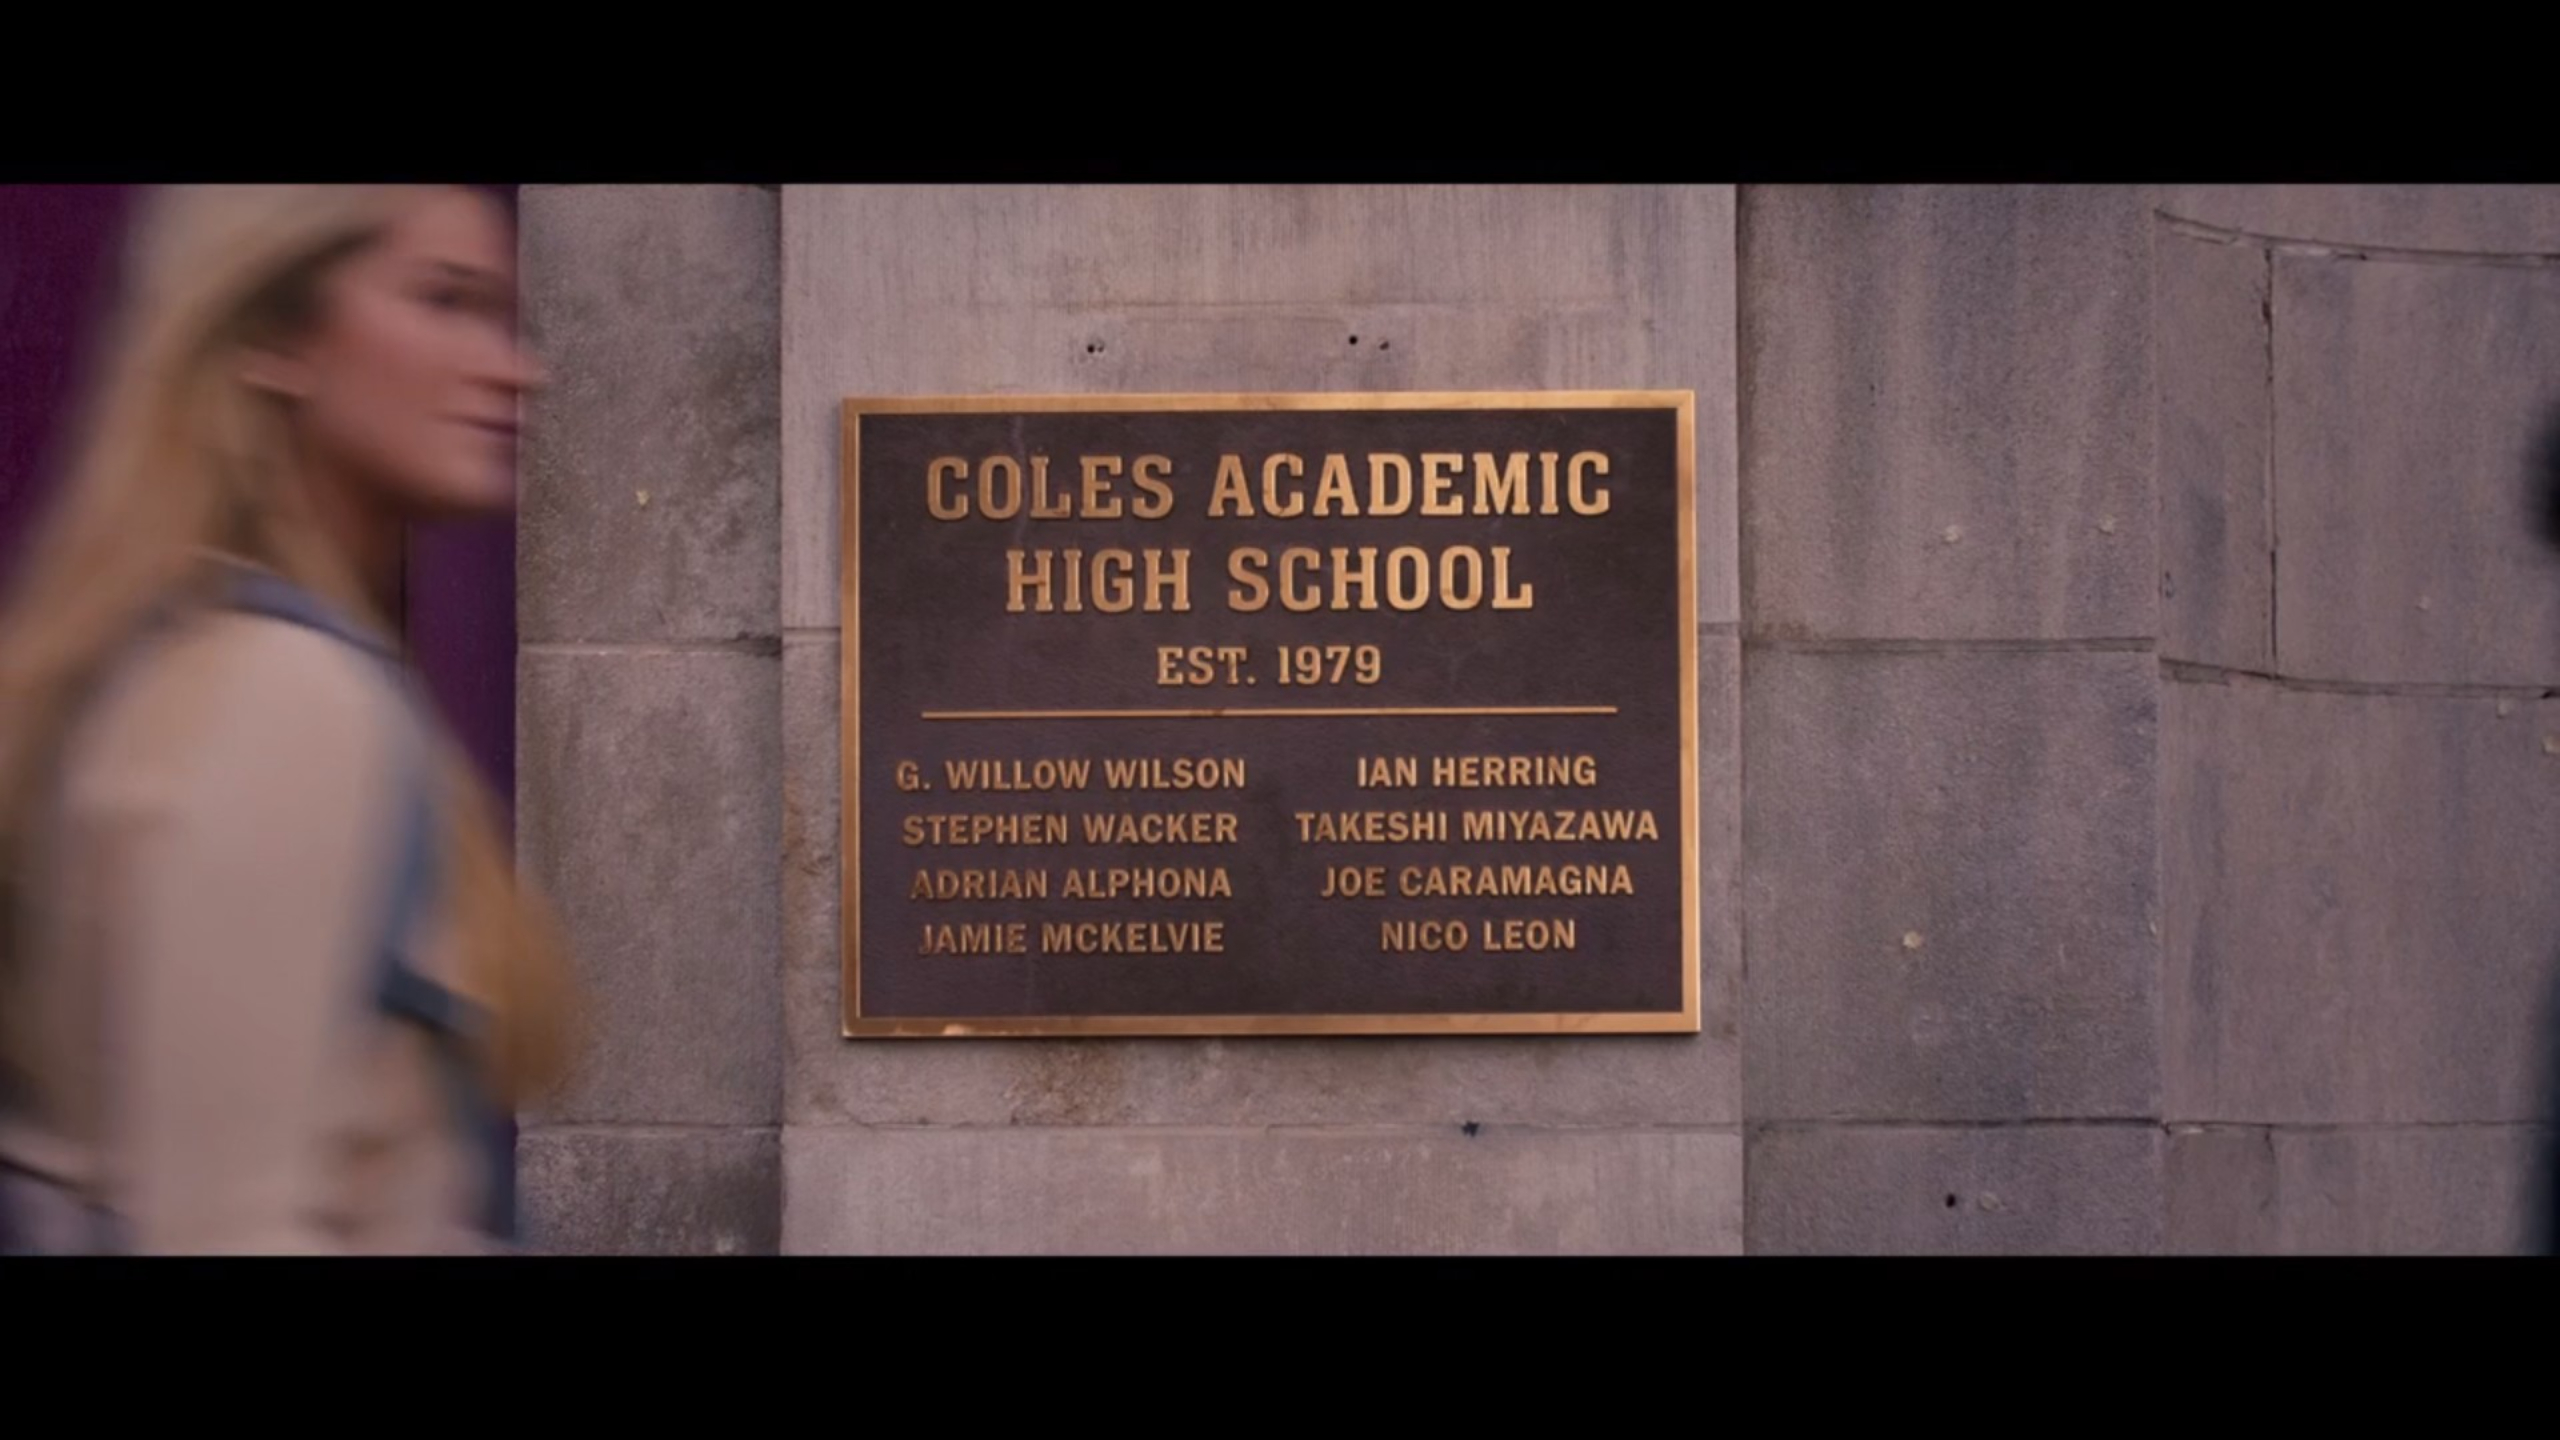 COLES ACADEMIC
HIGH SCHOOL
EST. 1979
G. WILLOW WILSON
STEPHEN WACKER
ADRIAN ALPHONA
JAMIE MCKELVIE
IAN HERRING
TAKESHI MIYAZAWA
JOE CARAMAGNA
NICO LEON